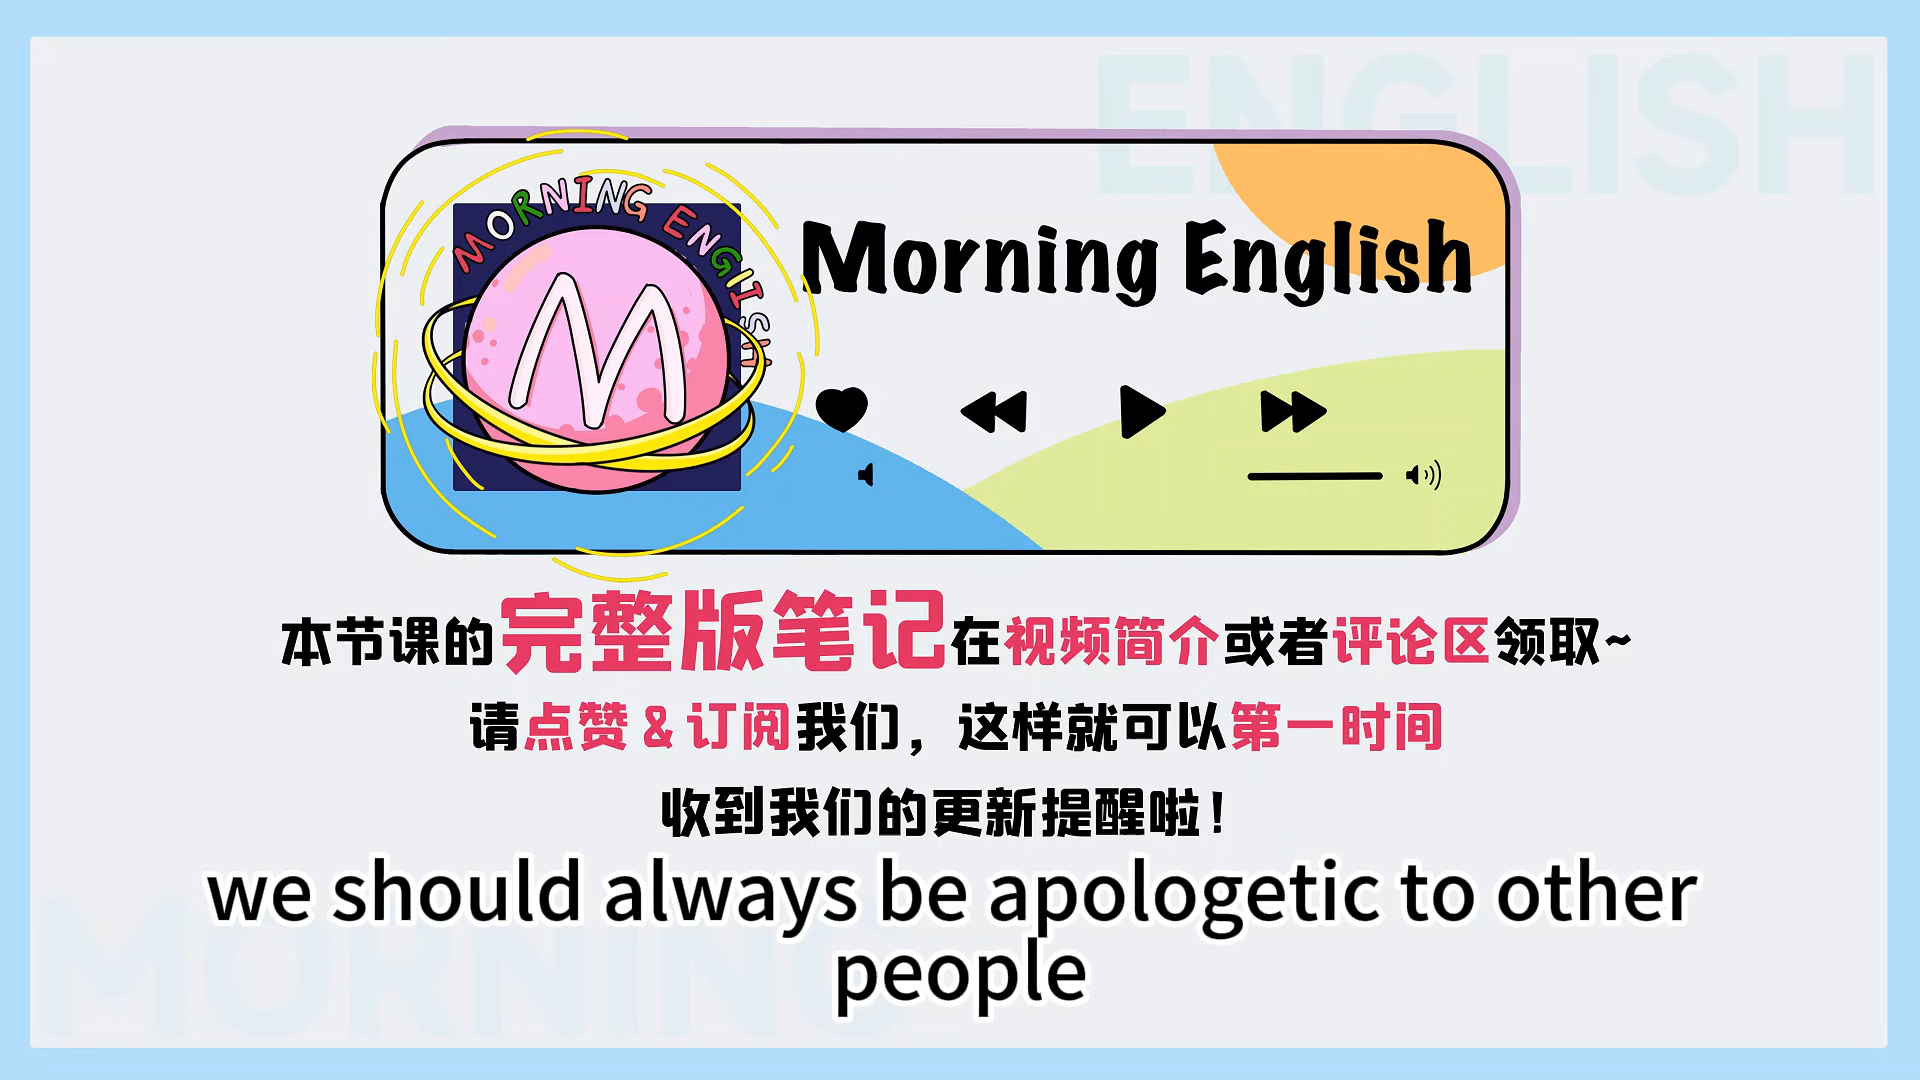 ENGLISH
MORNING ENGLISH
M
Morning English
本节课的完整版笔记在视频简介或者评论区领取~
请点赞&订阅我们，这样就可以第一时间
收到我们的更新提醒啦！
we should always be apologetic to other
people
MORNING